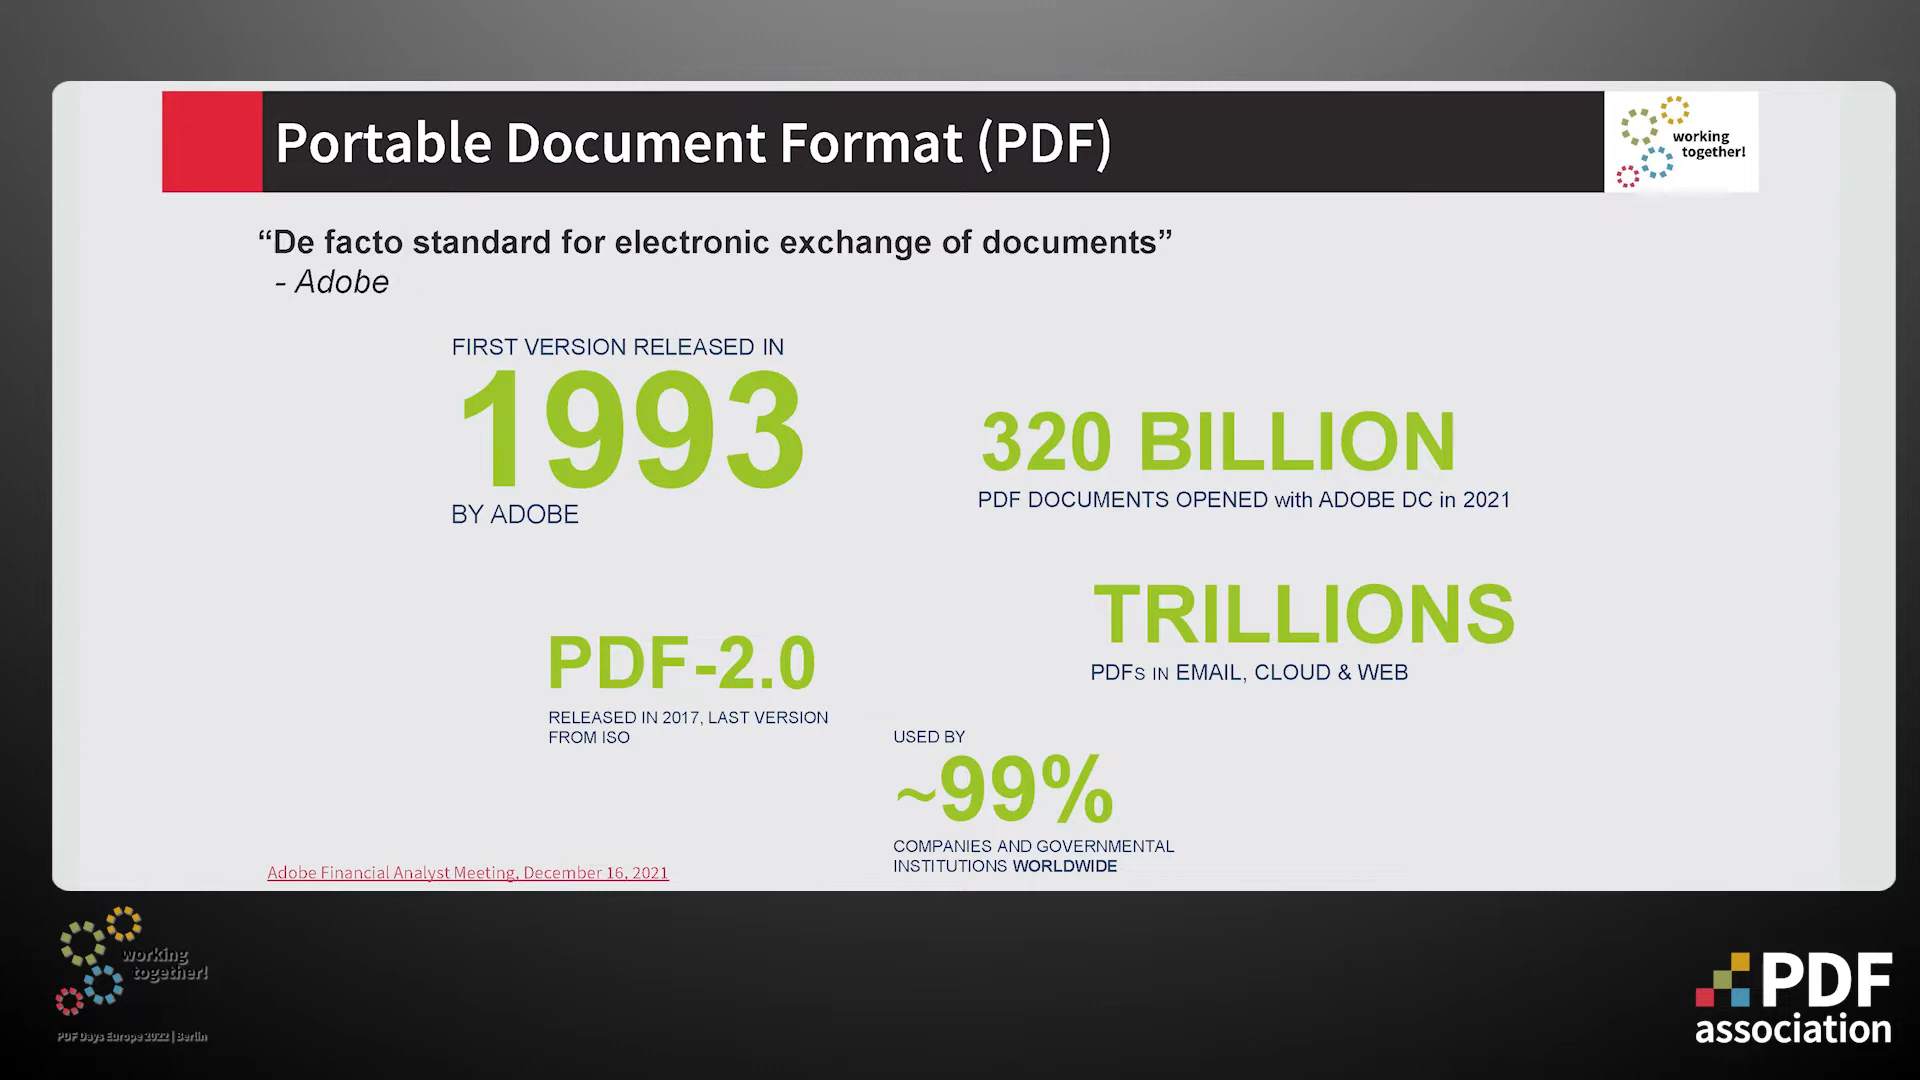 Portable Document Format (PDF)
working
together!
“De facto standard for electronic exchange of documents”
- Adobe
FIRST VERSION RELEASED IN
1993
BY ADOBE
320 BILLION
PDF DOCUMENTS OPENED with ADOBE DC in 2021
TRILLIONS
PDFS IN EMAIL, CLOUD & WEB
PDF-2.0
RELEASED IN 2017, LAST VERSION
FROM ISO
USED BY
~99%
COMPANIES AND GOVERNMENTAL
INSTITUTIONS WORLDWIDE
Adobe Financial Analyst Meeting, December 16, 2021
working
together!
PDF Days Europe 2022 | Berlin
PDF
association